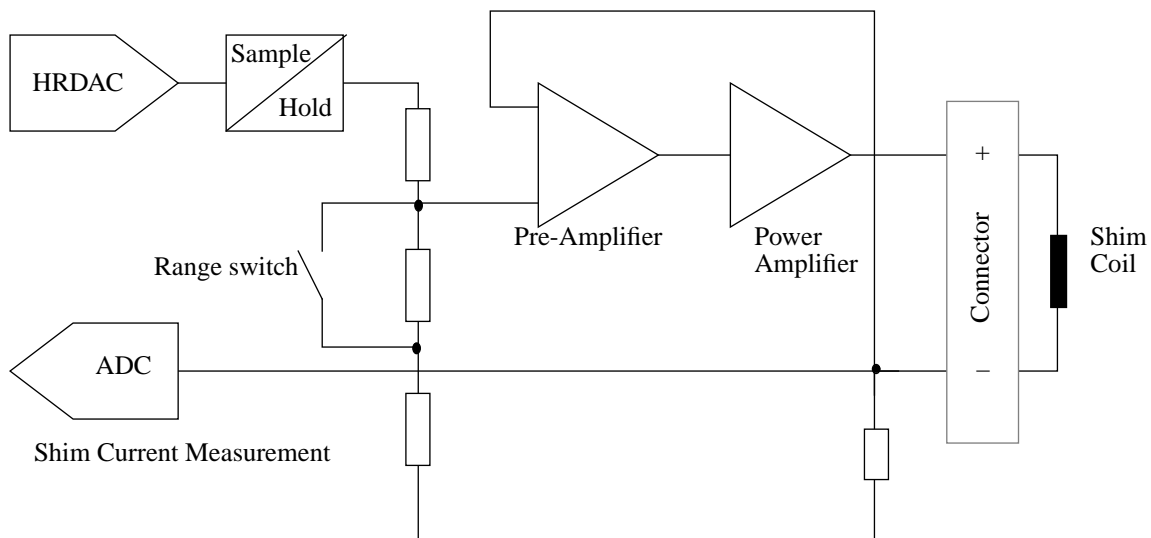 HRDAC
Sample
Hold
Pre-Amplifier
Power
Amplifier
+
Connector
−
Shim
Coil
Range switch
ADC
Shim Current Measurement